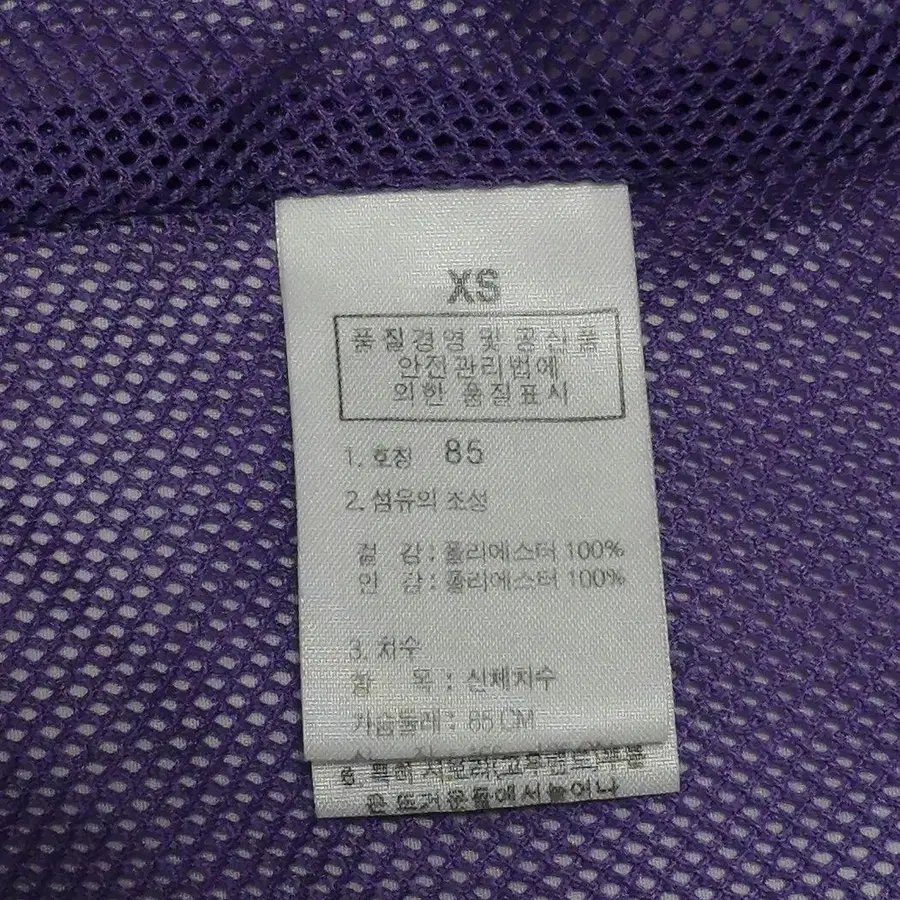 XS
품질경영 및 공산품
안전관리법에
의한 품질표시
1. 호칭 85
2. 섬유의 조성
겉 감 : 폴리에스터 100%
안 감 : 폴리에스터 100%
3. 치수
항 목 : 신체치수
가슴둘레 : 85 CM